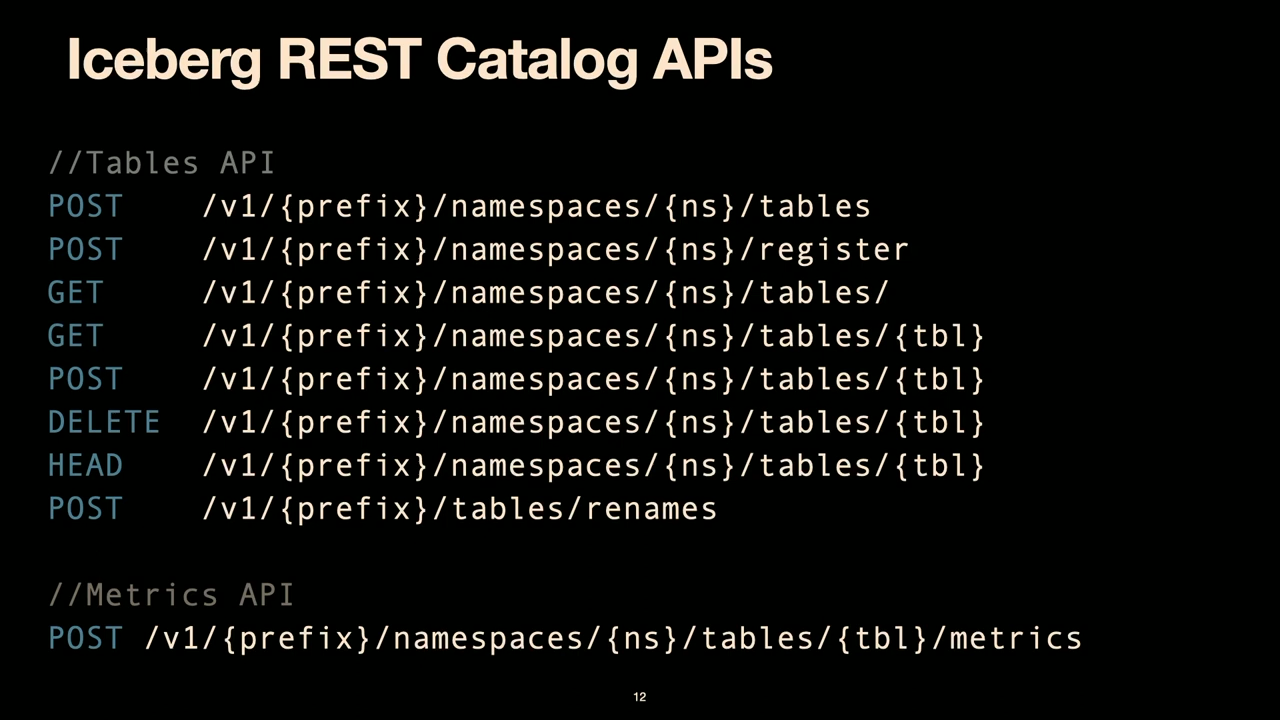 Iceberg REST Catalog APIs
//Tables API
POST /v1/{prefix}/namespaces/{ns}/tables
POST /v1/{prefix}/namespaces/{ns}/register
GET /v1/{prefix}/namespaces/{ns}/tables/
GET /v1/{prefix}/namespaces/{ns}/tables/{tbl}
POST /v1/{prefix}/namespaces/{ns}/tables/{tbl}
DELETE /v1/{prefix}/namespaces/{ns}/tables/{tbl}
HEAD /v1/{prefix}/namespaces/{ns}/tables/{tbl}
POST /v1/{prefix}/tables/renames
//Metrics API
POST /v1/{prefix}/namespaces/{ns}/tables/{tbl}/metrics
12